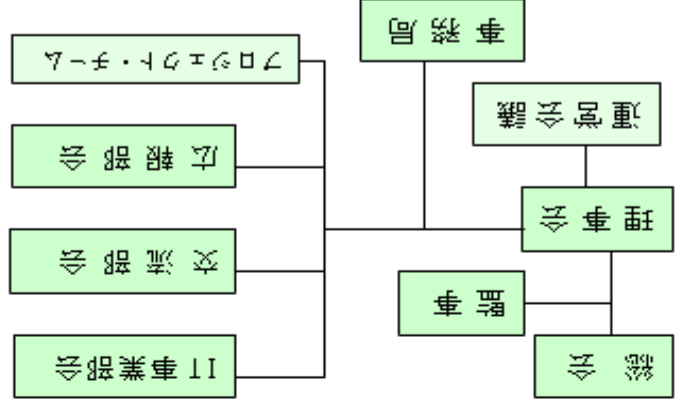 総会
監事
理事会
運営会議
事務局
IT事業部会
交流部会
広報部会
プロジェクト・チーム